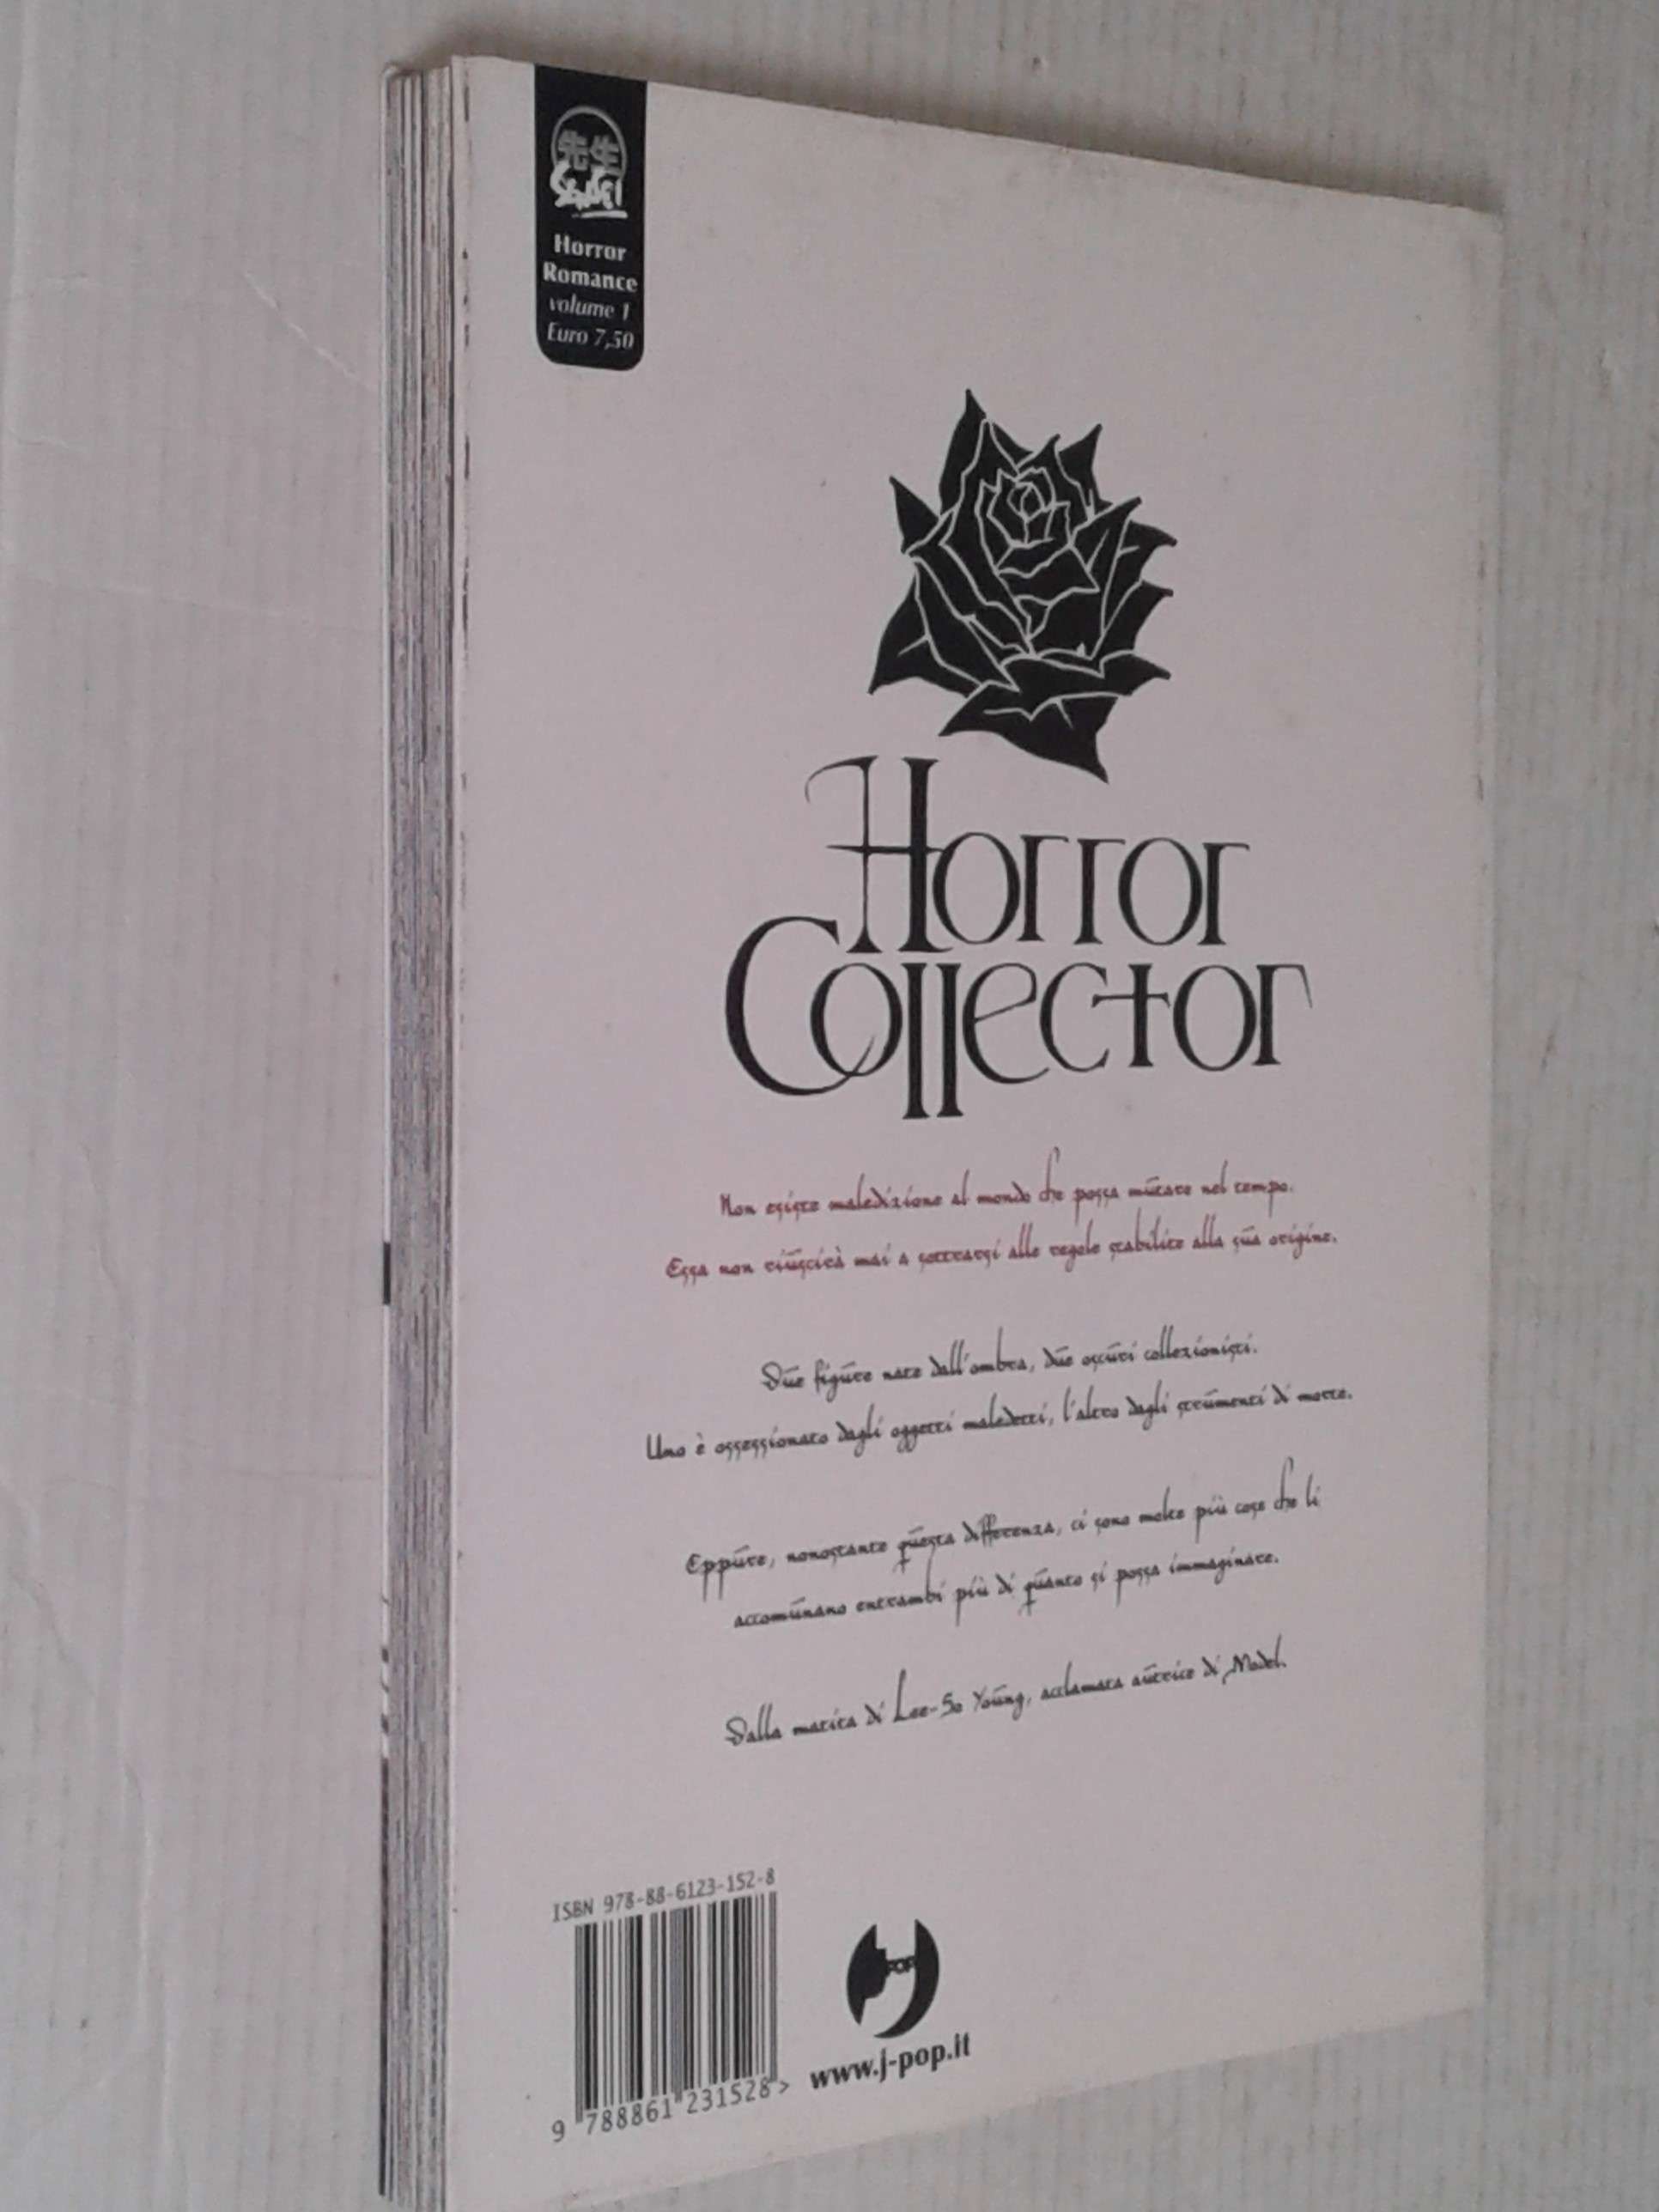 先生
SENSEI
Horror
Romance
volume 1
Euro 7,50
Horror
Collector
Non esiste maledizione al mondo che possa mutare nel tempo.
Essa non riuscirà mai a sottrarsi alle regole stabilite alla sua origine.
Due figure nate dall'ombra, due oscuri collezionisti.
Uno è ossessionato dagli oggetti maledetti, l'altro dagli strumenti di morte.
Eppure, nonostante questa differenza, ci sono molte più cose che li
accomunano entrambi più di quanto si possa immaginare.
Dalla matita di Lee-So Young, acclamata autrice di Model.
ISBN 978-88-6123-152-8
9 788861 231528 >
POP
www.j-pop.it